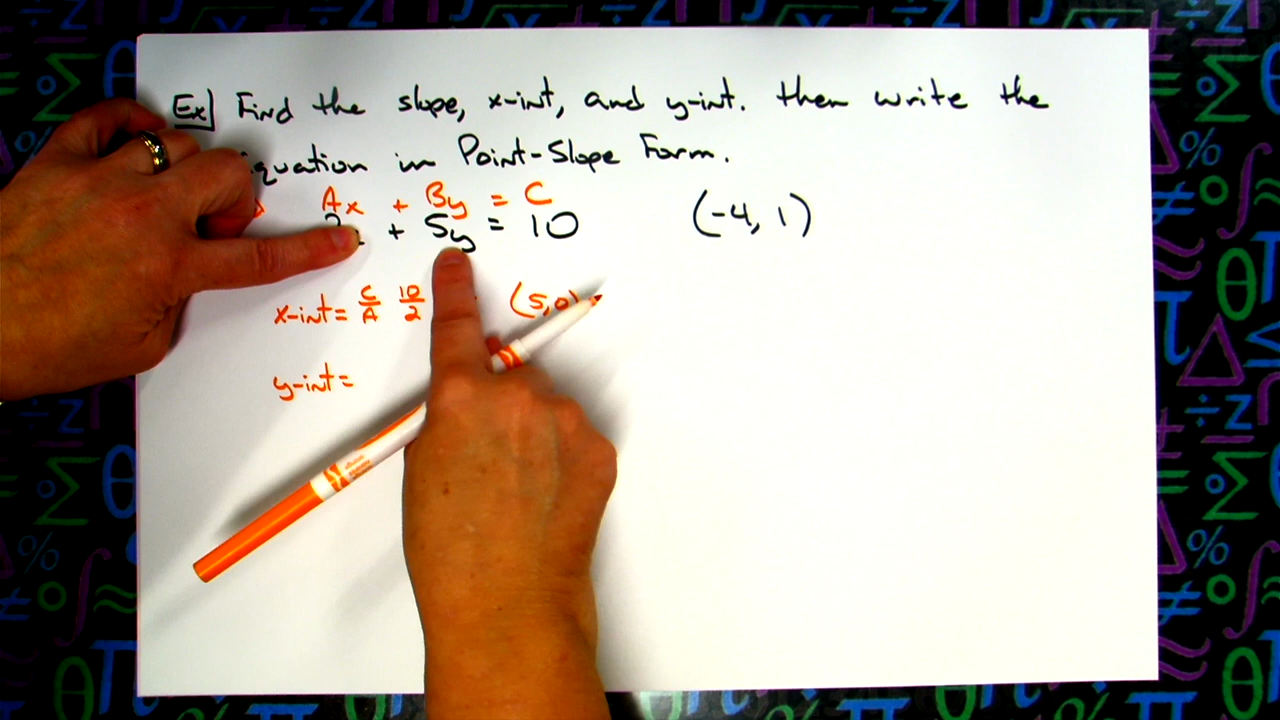 Ex] Find the slope, x-int, and y-int. then write the
Equation in Point-Slope Form.
Ax + By = C
+ 5y = 10 (-4, 1)
x-int = C/A 10/2 (5,0)
y-int =